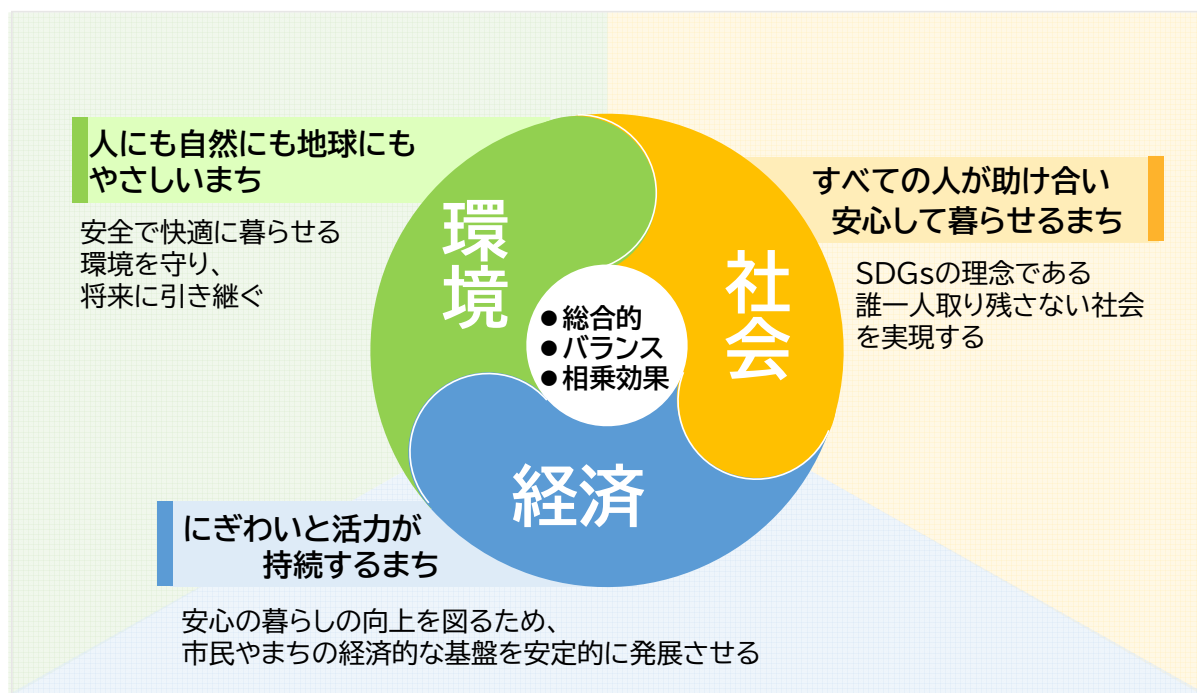 人にも自然にも地球にも
やさしいまち
安全で快適に暮らせる
環境を守り、
将来に引き継ぐ
環境
社会
すべての人が助け合い
安心して暮らせるまち
SDGsの理念である
誰一人取り残さない社会
を実現する
●総合的
●バランス
●相乗効果
経済
にぎわいと活力が
持続するまち
安心の暮らしの向上を図るため、
市民やまちの経済的な基盤を安定的に発展させる